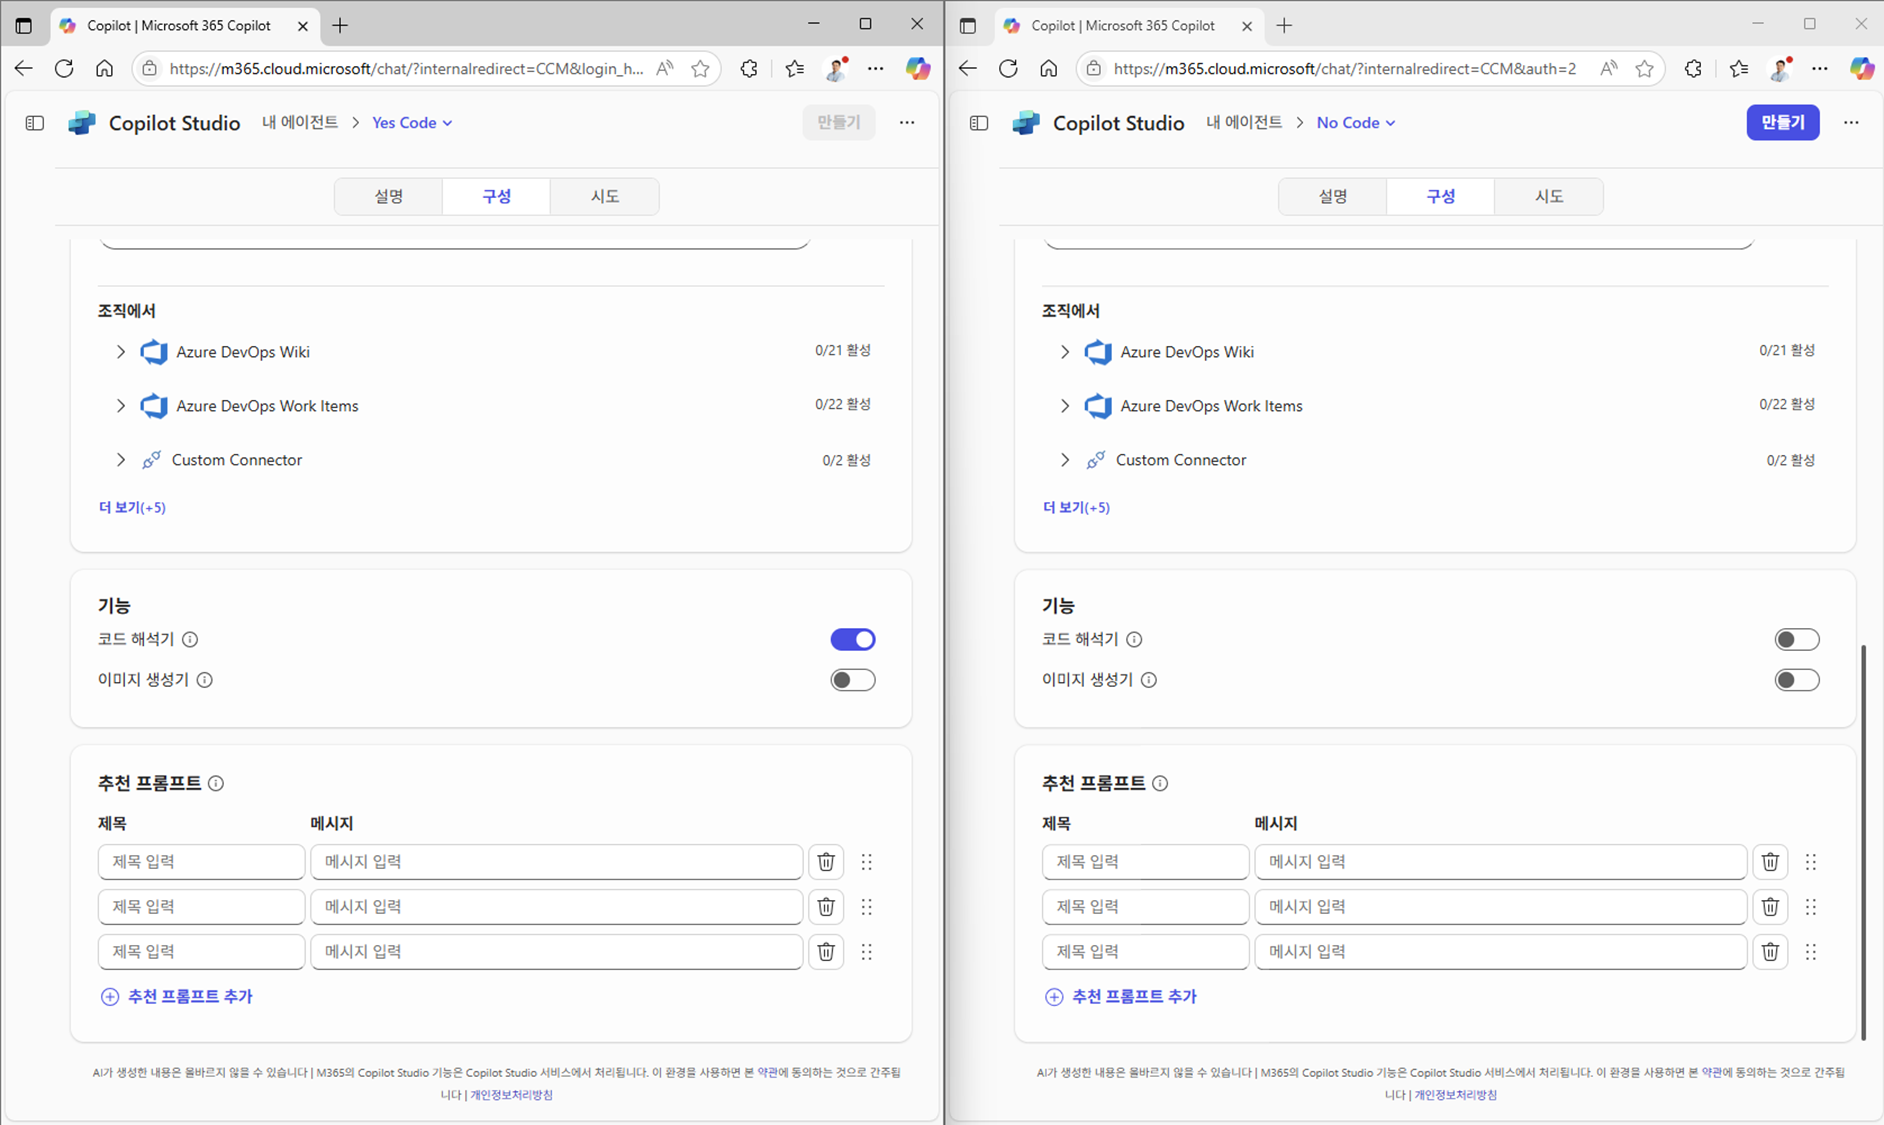 Copilot | Microsoft 365 Copilot
https://m365.cloud.microsoft/chat/?internalredirect=CCM&login_h...
Copilot Studio 내 에이전트 > Yes Code 만들기 ...
설명 구성 시도
조직에서
Azure DevOps Wiki 0/21 활성
Azure DevOps Work Items 0/22 활성
Custom Connector 0/2 활성
더 보기(+5)
기능
코드 해석기
이미지 생성기
추천 프롬프트
제목 메시지
제목 입력 메시지 입력
제목 입력 메시지 입력
제목 입력 메시지 입력
추천 프롬프트 추가
AI가 생성한 내용은 올바르지 않을 수 있습니다 | M365의 Copilot Studio 기능은 Copilot Studio 서비스에서 처리됩니다. 이 환경을 사용하면 본 약관에 동의하는 것으로 간주됩
니다 | 개인정보처리방침
Copilot | Microsoft 365 Copilot
https://m365.cloud.microsoft/chat/?internalredirect=CCM&auth=2
Copilot Studio 내 에이전트 > No Code 만들기 ...
설명 구성 시도
조직에서
Azure DevOps Wiki 0/21 활성
Azure DevOps Work Items 0/22 활성
Custom Connector 0/2 활성
더 보기(+5)
기능
코드 해석기
이미지 생성기
추천 프롬프트
제목 메시지
제목 입력 메시지 입력
제목 입력 메시지 입력
제목 입력 메시지 입력
추천 프롬프트 추가
AI가 생성한 내용은 올바르지 않을 수 있습니다 | M365의 Copilot Studio 기능은 Copilot Studio 서비스에서 처리됩니다. 이 환경을 사용하면 본 약관에 동의하는 것으로 간주됩
니다 | 개인정보처리방침